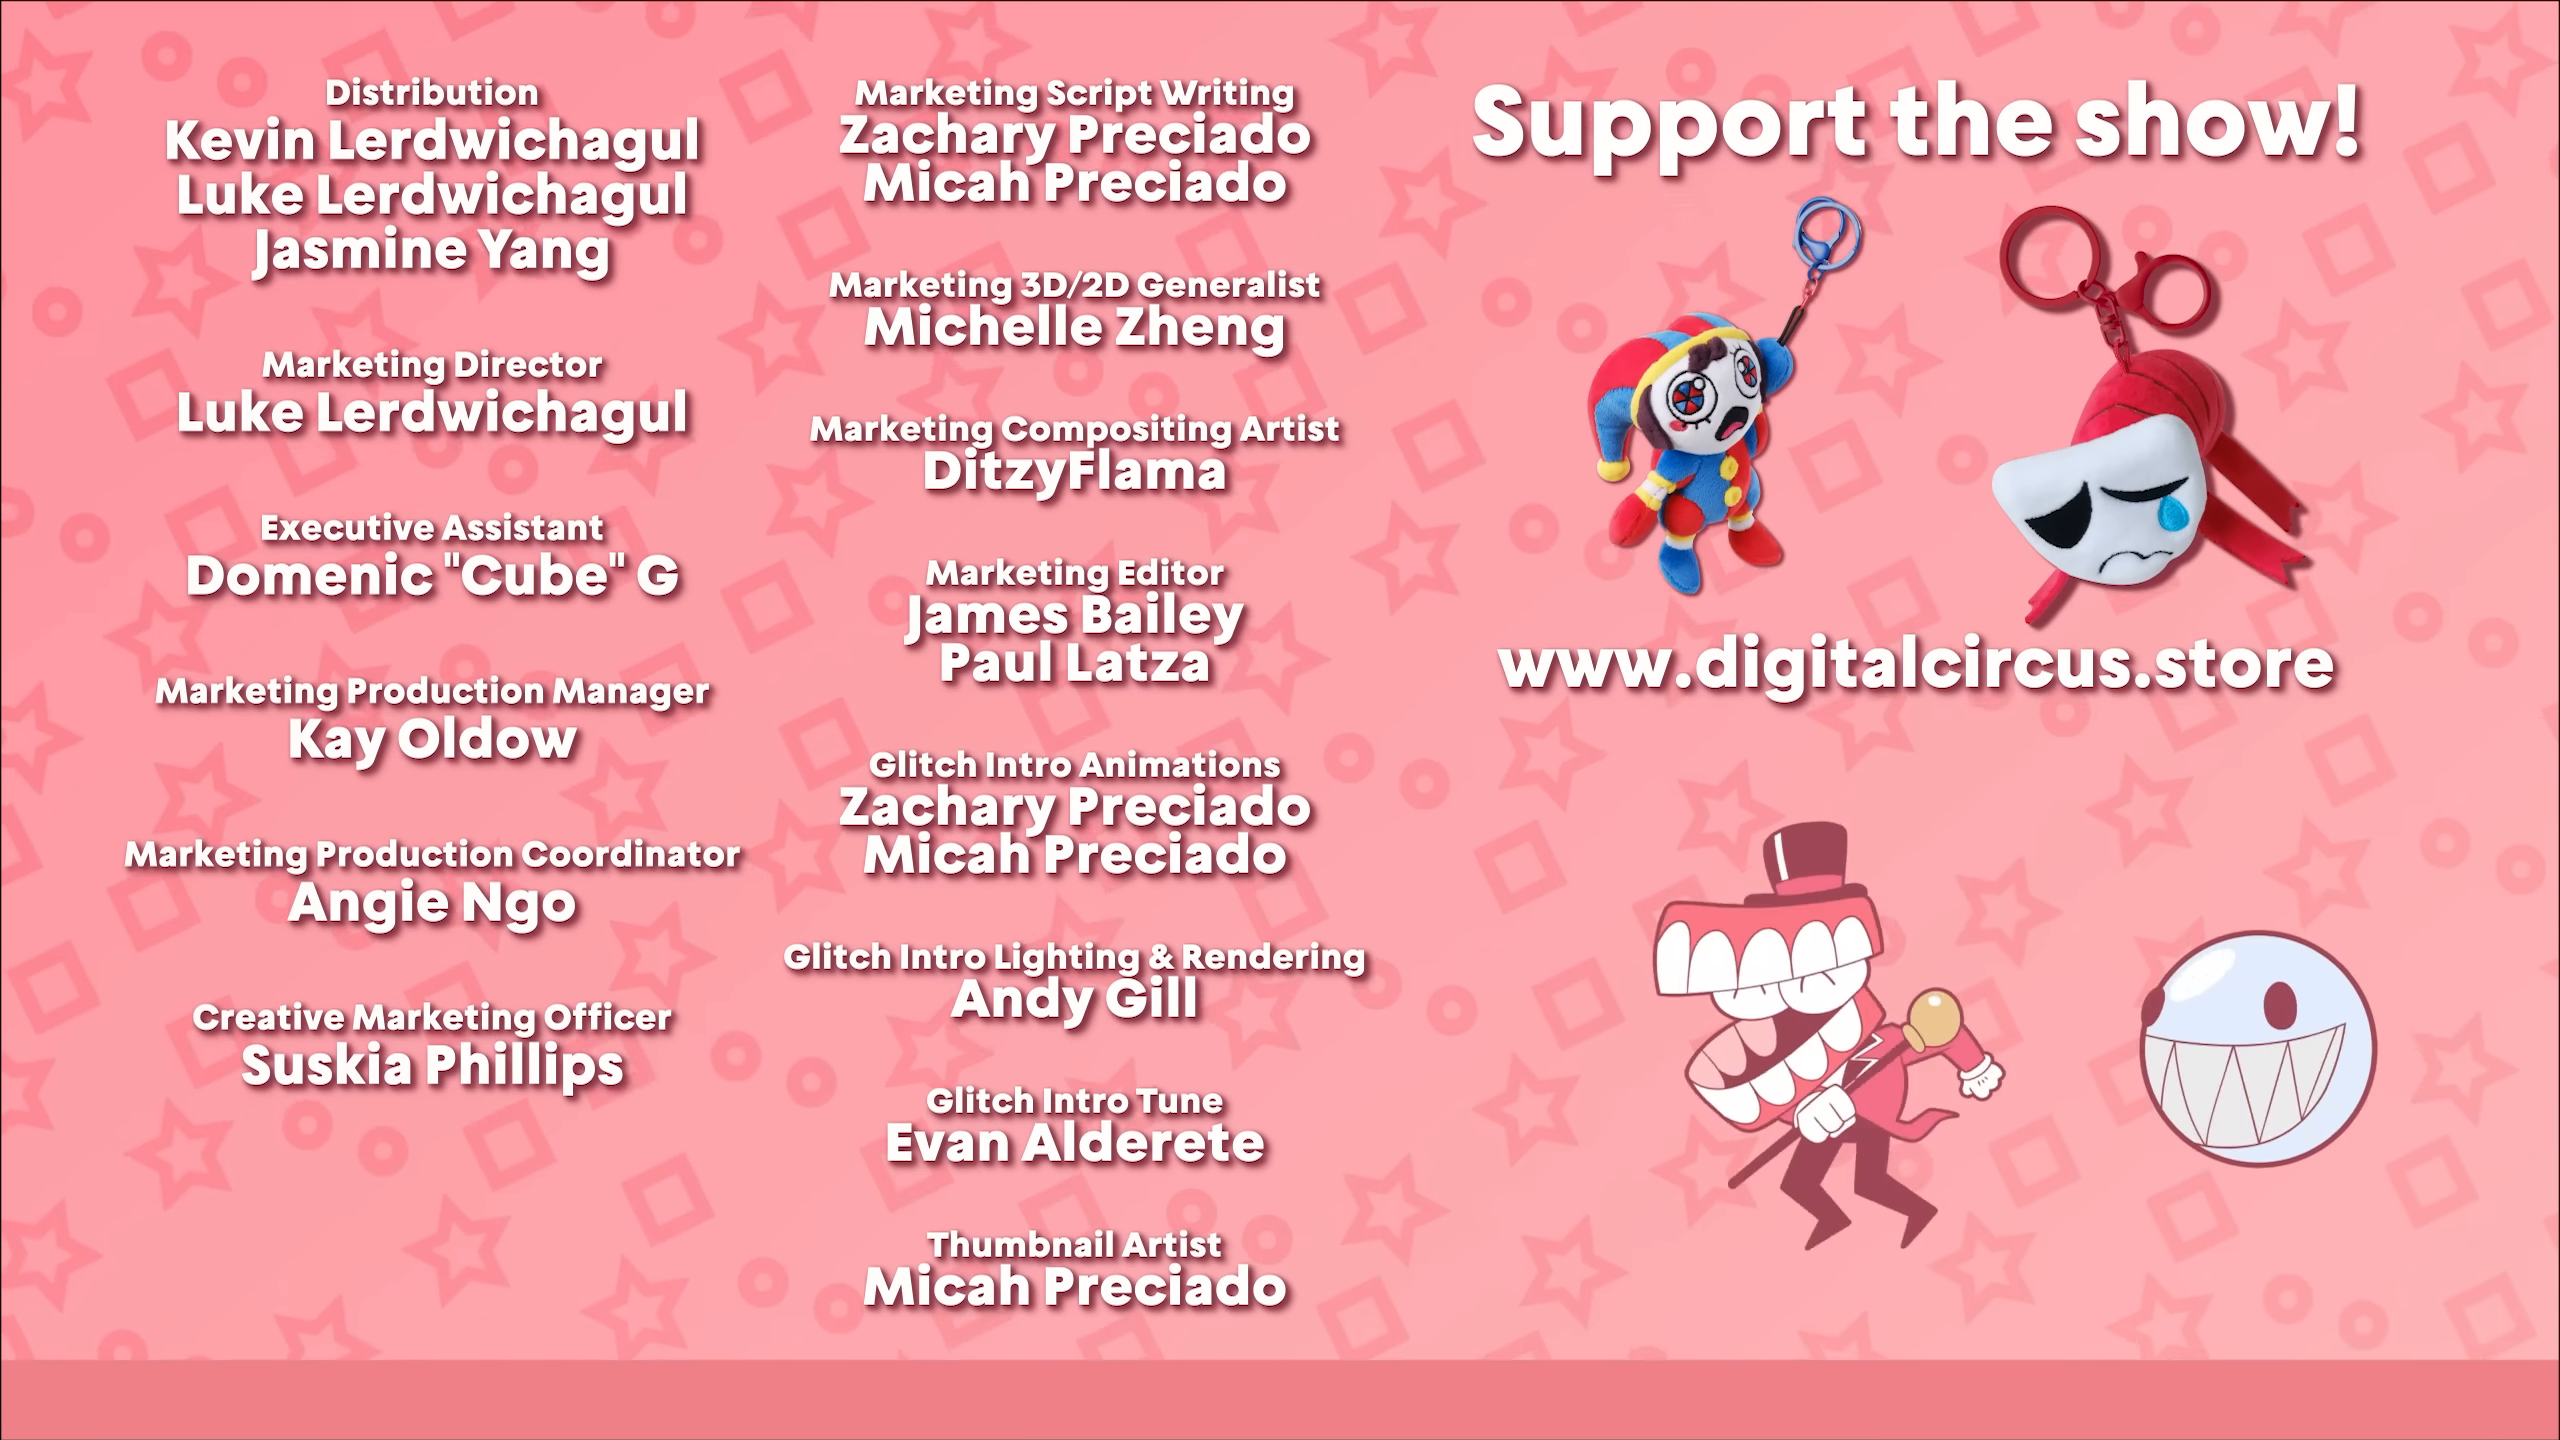 Distribution
Kevin Lerdwichagul
Luke Lerdwichagul
Jasmine Yang
Marketing Director
Luke Lerdwichagul
Executive Assistant
Domenic "Cube" G
Marketing Production Manager
Kay Oldow
Marketing Production Coordinator
Angie Ngo
Creative Marketing Officer
Suskia Phillips
Marketing Script Writing
Zachary Preciado
Micah Preciado
Marketing 3D/2D Generalist
Michelle Zheng
Marketing Compositing Artist
DitzyFlama
Marketing Editor
James Bailey
Paul Latza
Glitch Intro Animations
Zachary Preciado
Micah Preciado
Glitch Intro Lighting & Rendering
Andy Gill
Glitch Intro Tune
Evan Alderete
Thumbnail Artist
Micah Preciado
Support the show!
www.digitalcircus.store